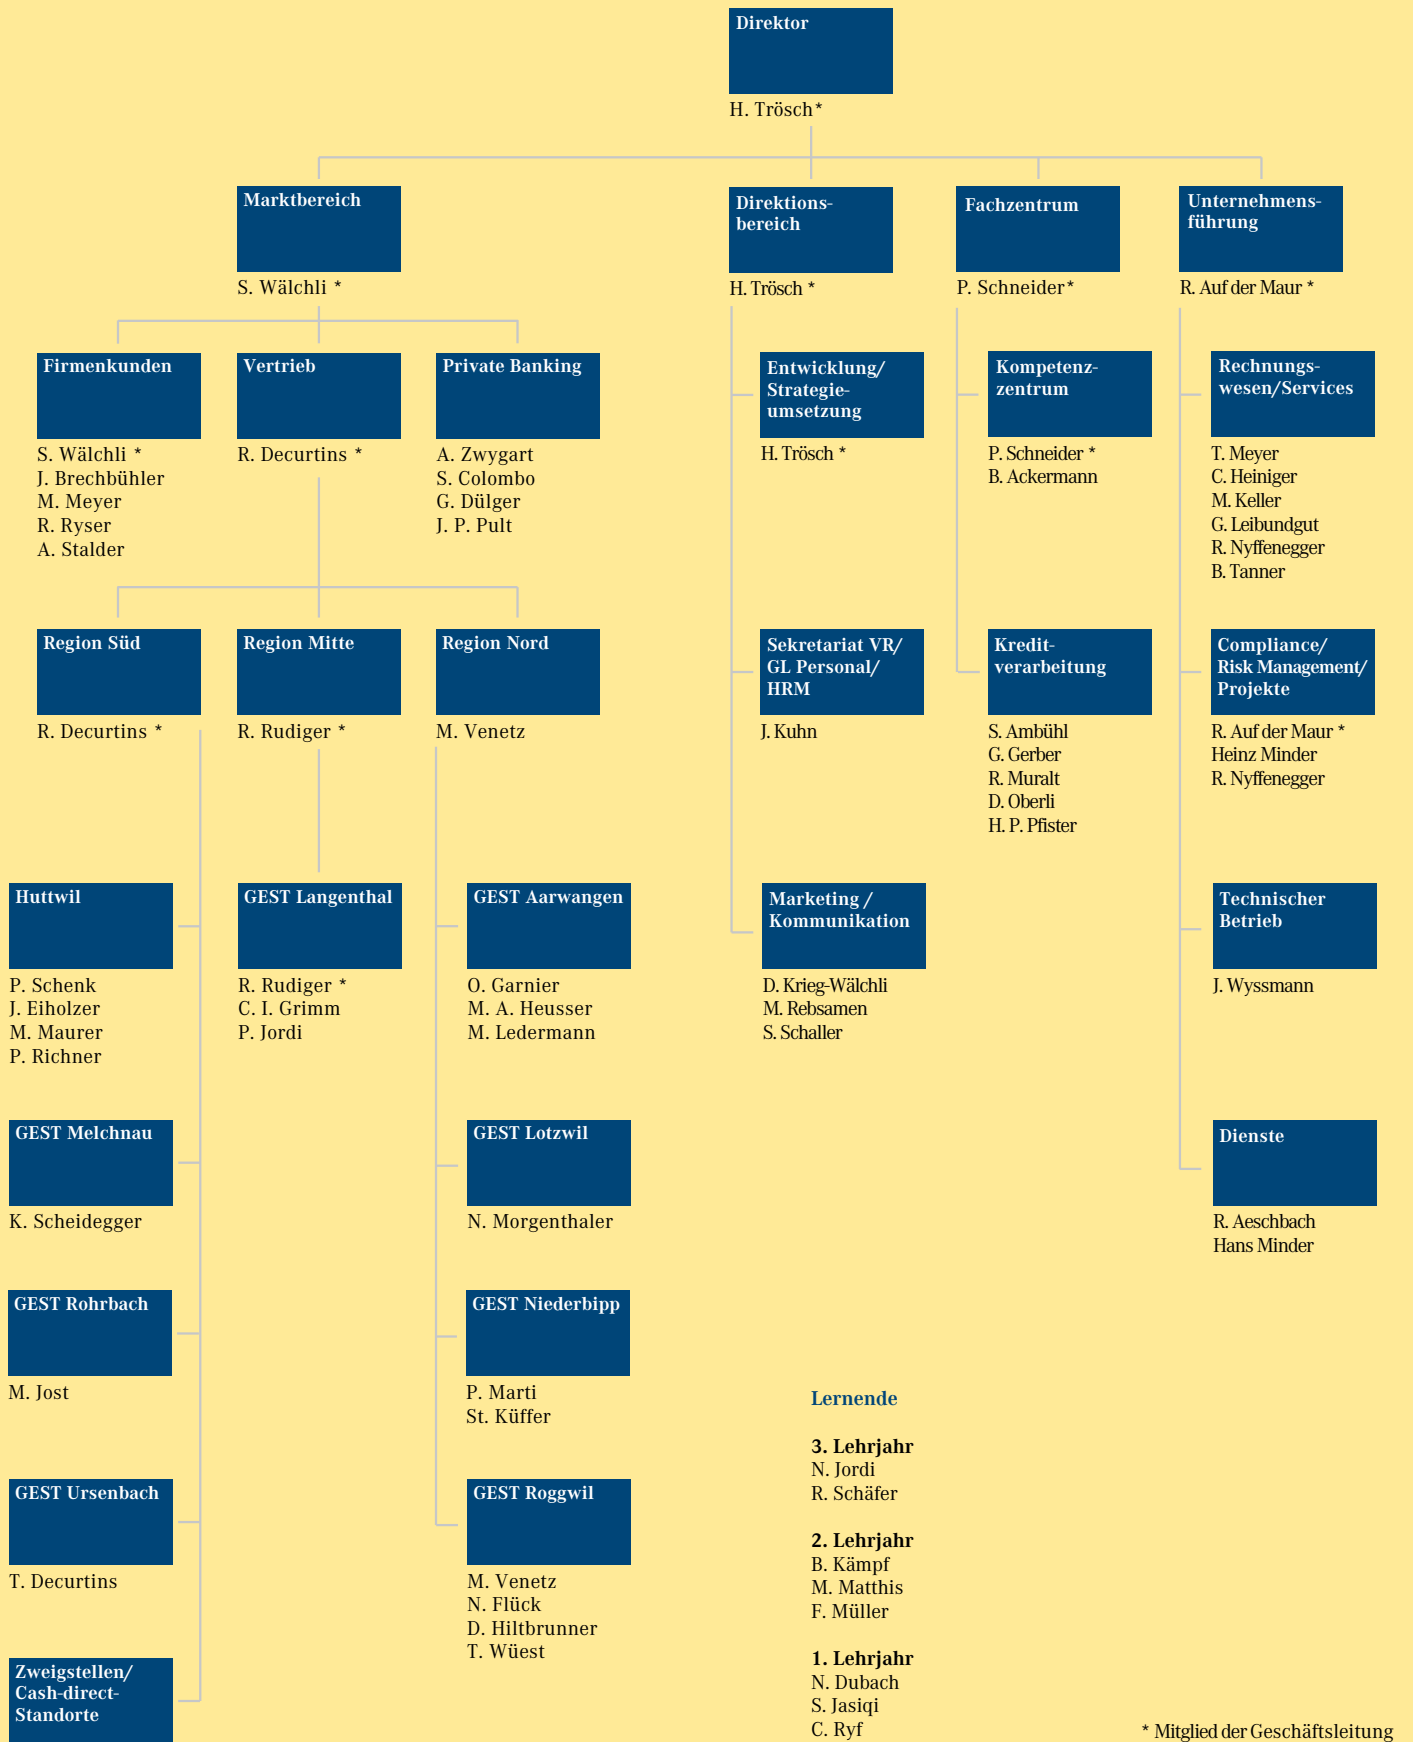 Direktor
H. Trösch*
Marktbereich
S. Wälchli *
Direktions-
bereich
H. Trösch *
Fachzentrum
P. Schneider*
Unternehmens-
führung
R. Auf der Maur *
Firmenkunden
S. Wälchli *
J. Brechbühler
M. Meyer
R. Ryser
A. Stalder
Vertrieb
R. Decurtins *
Private Banking
A. Zwygart
S. Colombo
G. Dülger
J. P. Pult
Entwicklung/
Strategie-
umsetzung
H. Trösch *
Kompetenz-
zentrum
P. Schneider *
B. Ackermann
Rechnungs-
wesen/Services
T. Meyer
C. Heiniger
M. Keller
G. Leibundgut
R. Nyffenegger
B. Tanner
Region Süd
R. Decurtins *
Region Mitte
R. Rudiger *
Region Nord
M. Venetz
Sekretariat VR/
GL Personal/
HRM
J. Kuhn
Kredit-
verarbeitung
S. Ambühl
G. Gerber
R. Muralt
D. Oberli
H. P. Pfister
Compliance/
Risk Management/
Projekte
R. Auf der Maur *
Heinz Minder
R. Nyffenegger
Huttwil
P. Schenk
J. Eiholzer
M. Maurer
P. Richner
GEST Langenthal
R. Rudiger *
C. I. Grimm
P. Jordi
GEST Aarwangen
O. Garnier
M. A. Heusser
M. Ledermann
Marketing /
Kommunikation
D. Krieg-Wälchli
M. Rebsamen
S. Schaller
Technischer
Betrieb
J. Wyssmann
GEST Melchnau
K. Scheidegger
GEST Lotzwil
N. Morgenthaler
Dienste
R. Aeschbach
Hans Minder
GEST Rohrbach
M. Jost
GEST Niederbipp
P. Marti
St. Küffer
GEST Ursenbach
T. Decurtins
GEST Roggwil
M. Venetz
N. Flück
D. Hiltbrunner
T. Wüest
Zweigstellen/
Cash-direct-
Standorte
Lernende
3. Lehrjahr
N. Jordi
R. Schäfer
2. Lehrjahr
B. Kämpf
M. Matthis
F. Müller
1. Lehrjahr
N. Dubach
S. Jasiqi
C. Ryf
* Mitglied der Geschäftsleitung